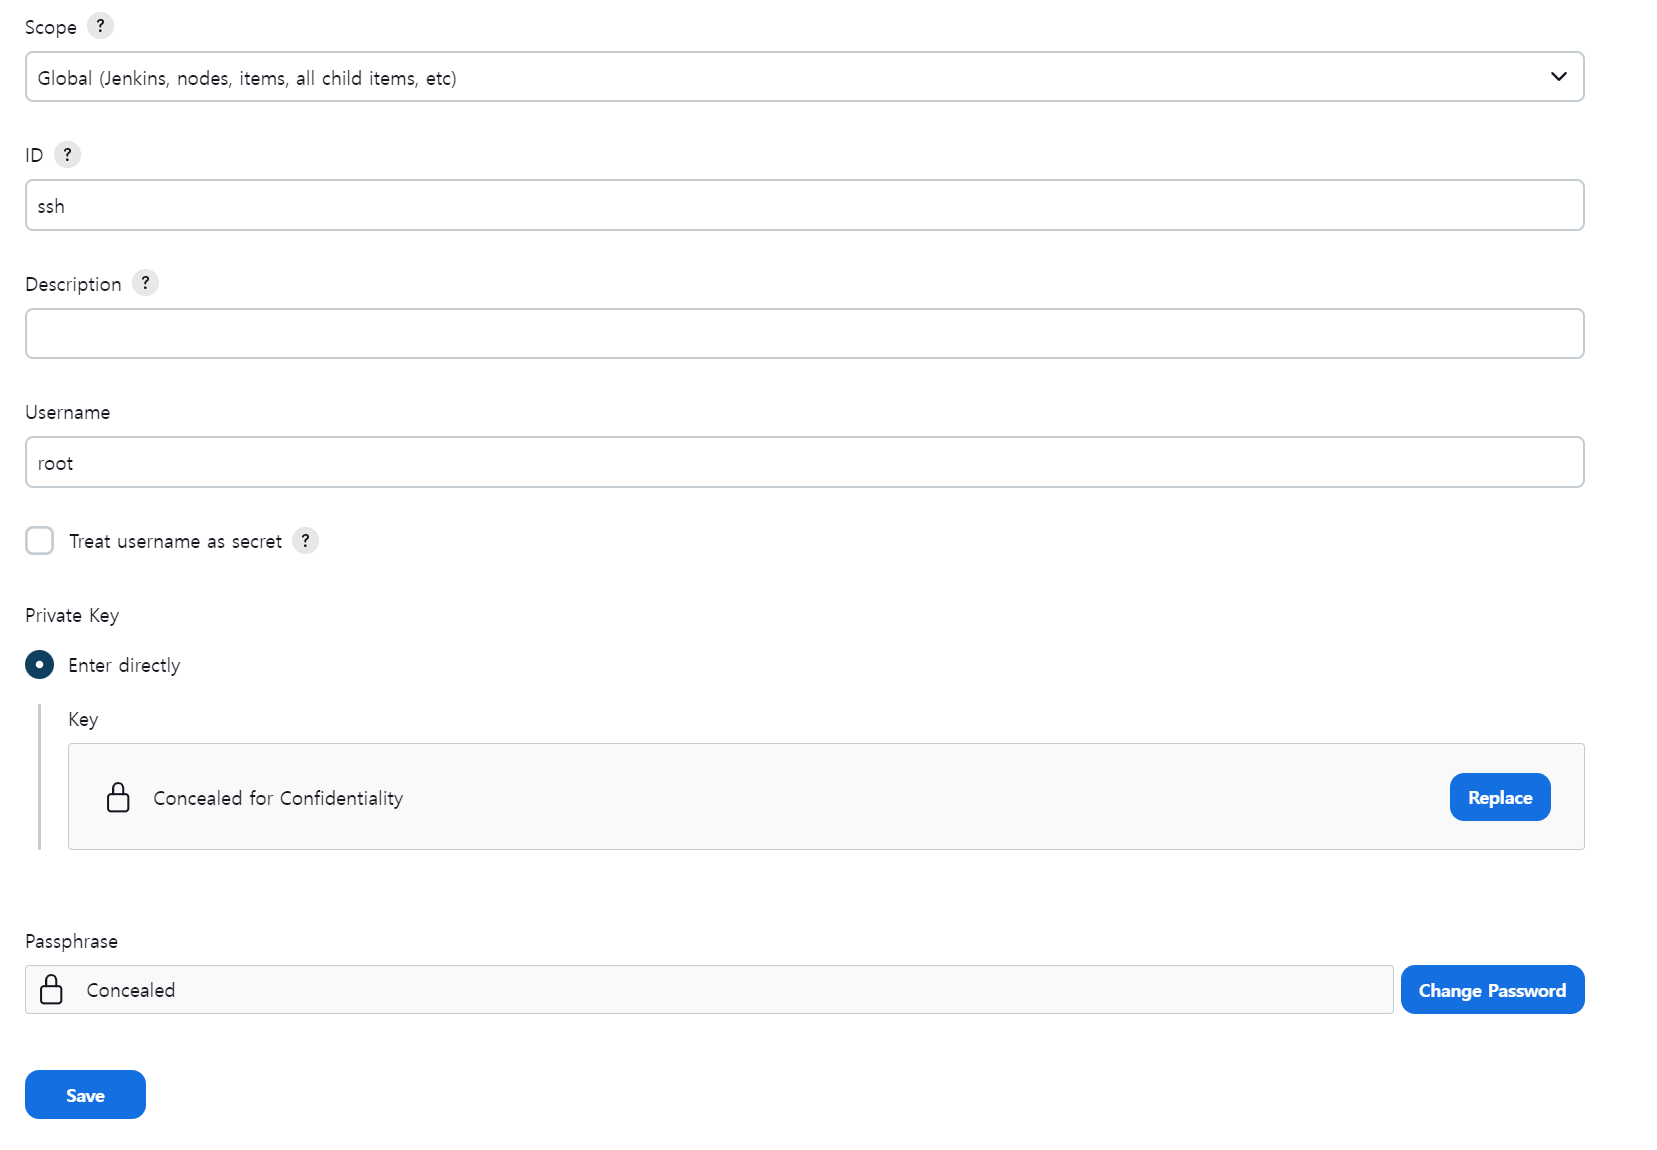 Scope ?
Global (Jenkins, nodes, items, all child items, etc)
ID ?
ssh
Description ?
Username
root
Treat username as secret ?
Private Key
Enter directly
Key
Concealed for Confidentiality
Replace
Passphrase
Concealed
Change Password
Save